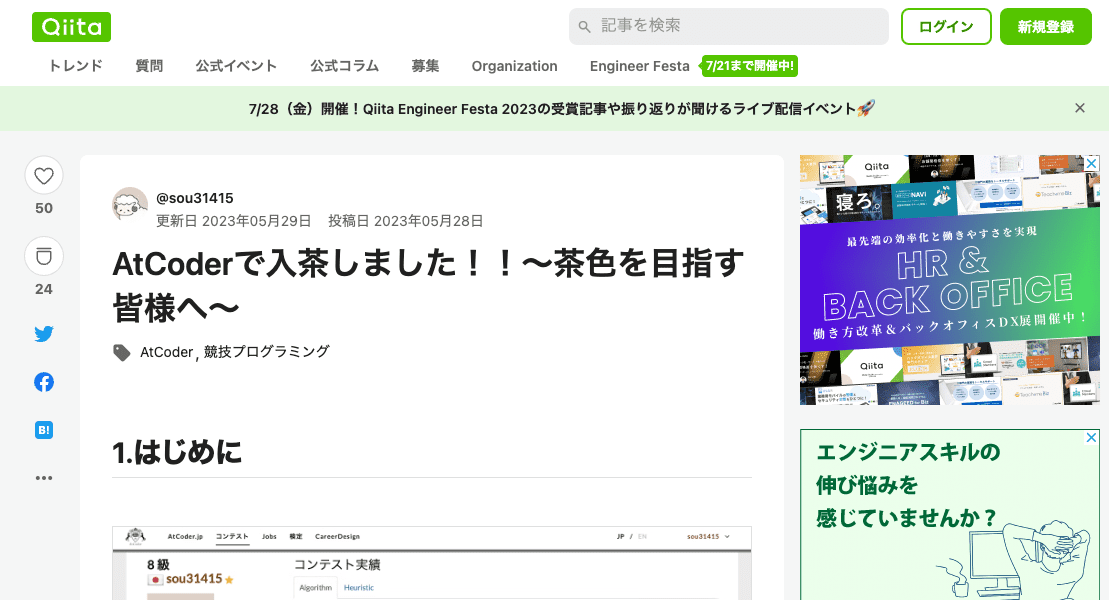 Qiita
記事を検索
ログイン
新規登録
トレンド 質問 公式イベント 公式コラム 募集 Organization Engineer Festa 7/21まで開催中!
7/28（金）開催！Qiita Engineer Festa 2023の受賞記事や振り返りが聞けるライブ配信イベント🚀
50
24
B!
@sou31415
更新日 2023年05月29日 投稿日 2023年05月28日
AtCoderで入茶しました！！〜茶色を目指す
皆様へ〜
AtCoder, 競技プログラミング
1.はじめに
AtCoder.jp コンテスト Jobs 検定 CareerDesign JP / EN sou31415
8 級
sou31415
コンテスト実績
Algorithm Heuristic
Qiita
寝ろ。
NAVI
最先端の効率化と働きやすさを実現
HR &
BACK OFFICE
働き方改革＆バックオフィスDX展開催中！
Qiita
エンジニアスキルの
伸び悩みを
感じていませんか？